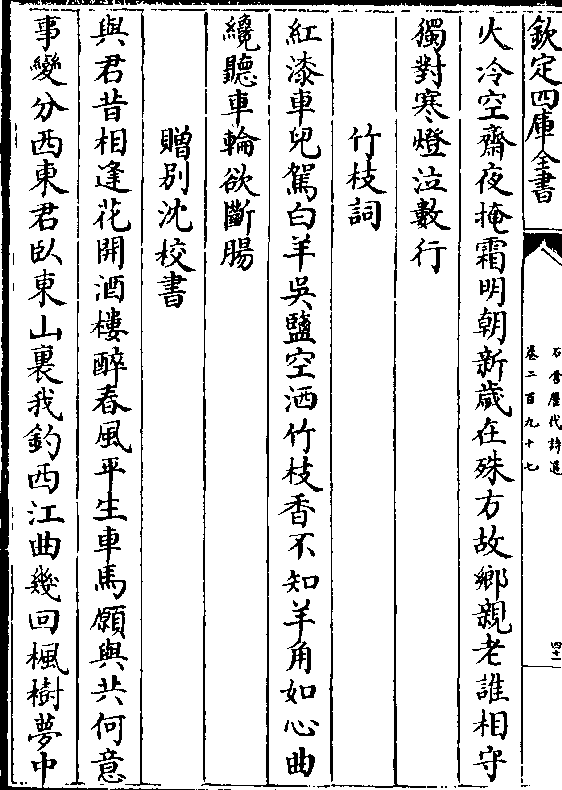 欽定四庫全書
石倉歷代詩選
卷二百九十七
四十一
火冷空齋夜掩霜明朝新歲在殊方故鄉親老誰相守
獨對寒燈泣數行
竹枝詞
紅漆車兒駕白羊吳鹽空洒竹枝香不知羊角如心曲
纔聽車輪欲斷腸
贈別沈校書
與君昔相逢花開酒樓醉春風平生車馬願與共何意
事變分西東君臥東山裏我釣西江曲幾回楓樹夢中